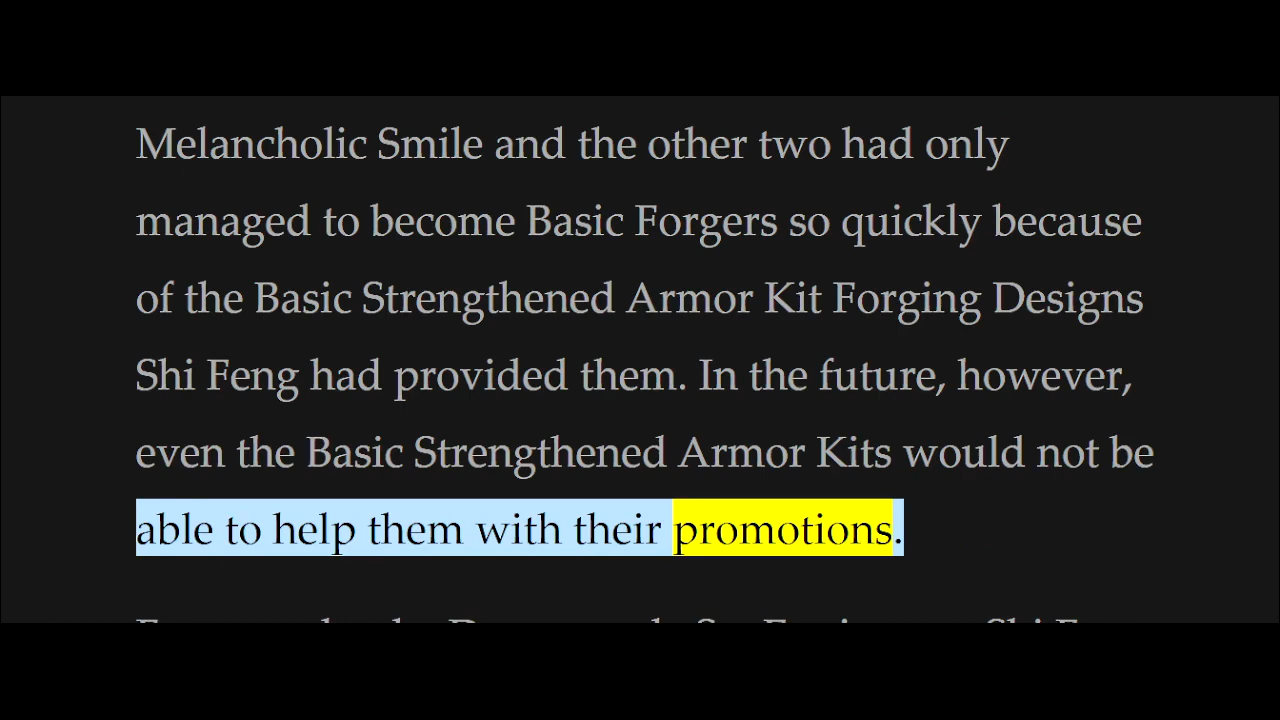 Melancholic Smile and the other two had only
managed to become Basic Forgers so quickly because
of the Basic Strengthened Armor Kit Forging Designs
Shi Feng had provided them. In the future, however,
even the Basic Strengthened Armor Kits would not be
able to help them with their promotions.